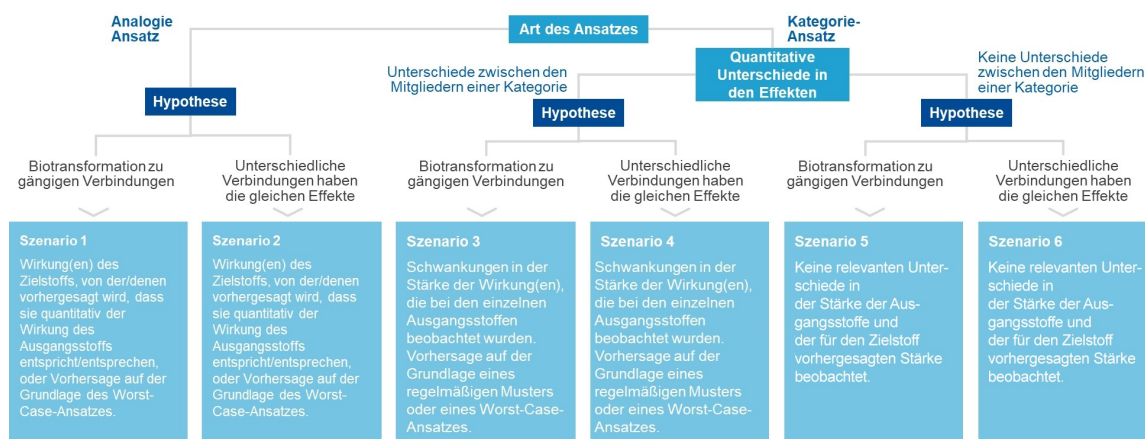 Analogie
Ansatz
Art des Ansatzes
Kategorie-
Ansatz
Quantitative
Unterschiede in
den Effekten
Unterschiede zwischen den
Mitgliedern einer Kategorie
Keine Unterschiede
zwischen den Mitgliedern
einer Kategorie
Hypothese
Hypothese
Hypothese
Biotransformation zu
gängigen Verbindungen
Unterschiedliche
Verbindungen haben
die gleichen Effekte
Biotransformation zu
gängigen Verbindungen
Unterschiedliche
Verbindungen haben
die gleichen Effekte
Biotransformation zu
gängigen Verbindungen
Unterschiedliche
Verbindungen haben
die gleichen Effekte
Szenario 1
Wirkung(en) des
Zielstoffs, von der/denen
vorhergesagt wird, dass
sie quantitativ der
Wirkung des
Ausgangsstoffs
entspricht/entsprechen,
oder Vorhersage auf der
Grundlage des Worst-
Case-Ansatzes.
Szenario 2
Wirkung(en) des
Zielstoffs, von der/denen
vorhergesagt wird, dass
sie quantitativ der
Wirkung des
Ausgangsstoffs
entspricht/entsprechen,
oder Vorhersage auf der
Grundlage des Worst-
Case-Ansatzes.
Szenario 3
Schwankungen in der
Stärke der Wirkung(en),
die bei den einzelnen
Ausgangsstoffen
beobachtet wurden.
Vorhersage auf der
Grundlage eines
regelmäßigen Musters
oder eines Worst-Case-
Ansatzes.
Szenario 4
Schwankungen in der
Stärke der Wirkung(en),
die bei den einzelnen
Ausgangsstoffen
beobachtet wurden.
Vorhersage auf der
Grundlage eines
regelmäßigen Musters
oder eines Worst-Case-
Ansatzes.
Szenario 5
Keine relevanten Unter-
schiede in
der Stärke der Aus-
gangsstoffe und
der für den Zielstoff
vorhergesagten Stärke
beobachtet.
Szenario 6
Keine relevanten Unter-
schiede in
der Stärke der Aus-
gangsstoffe und
der für den Zielstoff
vorhergesagten Stärke
beobachtet.